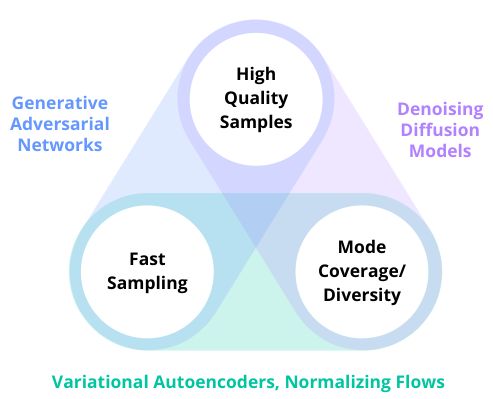 High
Quality
Samples
Generative
Adversarial
Networks
Denoising
Diffusion
Models
Fast
Sampling
Mode
Coverage/
Diversity
Variational Autoencoders, Normalizing Flows